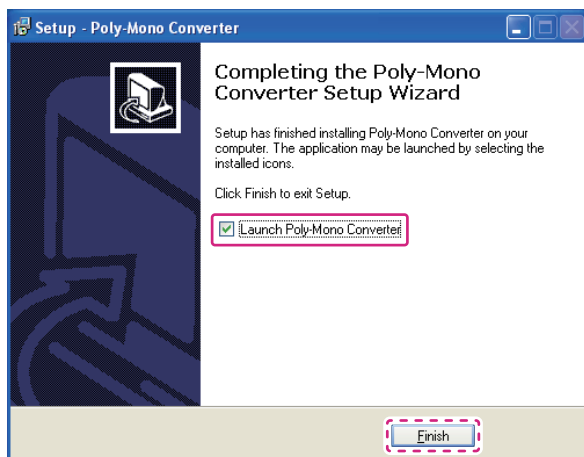 Setup - Poly-Mono Converter
Completing the Poly-Mono
Converter Setup Wizard
Setup has finished installing Poly-Mono Converter on your
computer. The application may be launched by selecting the
installed icons.
Click Finish to exit Setup.
Launch Poly-Mono Converter
Finish